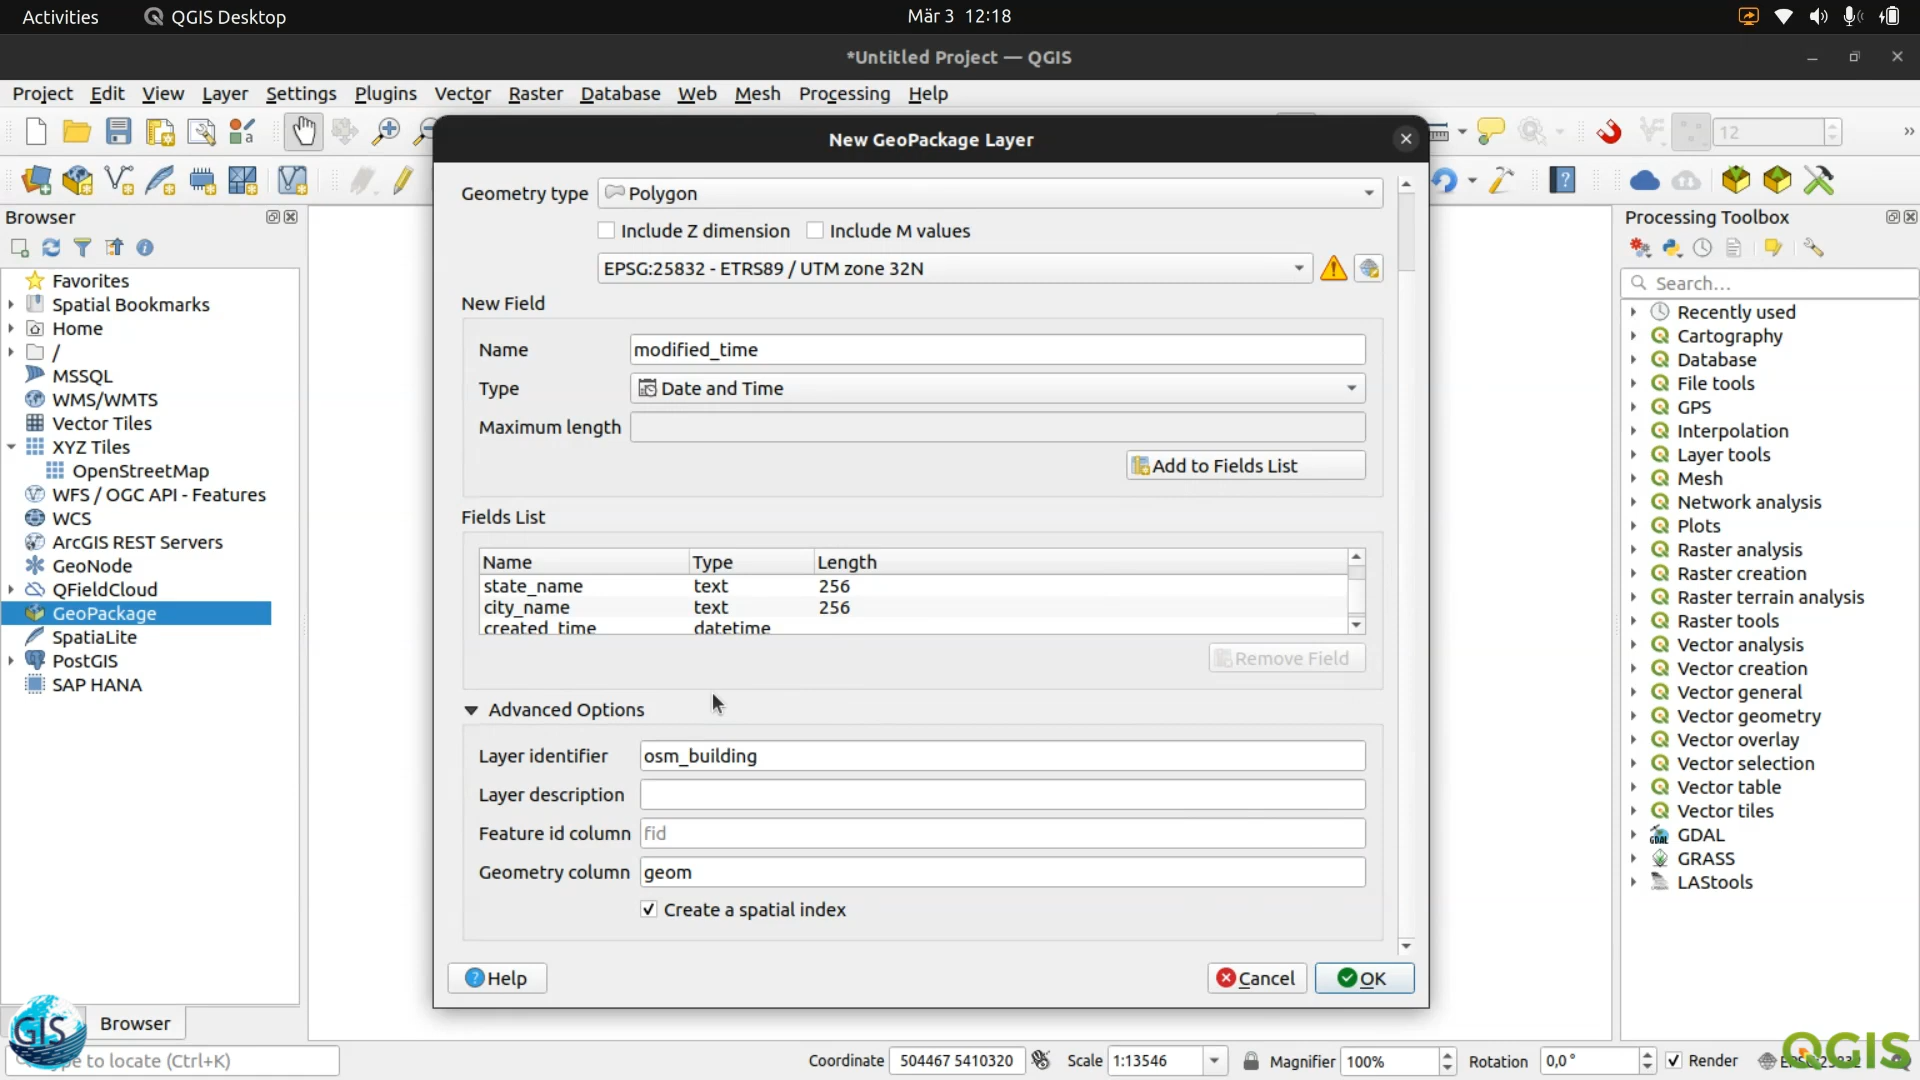 Activities QGIS Desktop Mär 3 12:18
*Untitled Project — QGIS
Project Edit View Layer Settings Plugins Vector Raster Database Web Mesh Processing Help
12 »
New GeoPackage Layer
Browser
Favorites
Spatial Bookmarks
Home
/
MSSQL
WMS/WMTS
Vector Tiles
XYZ Tiles
OpenStreetMap
WFS / OGC API - Features
WCS
ArcGIS REST Servers
GeoNode
QFieldCloud
GeoPackage
SpatiaLite
PostGIS
SAP HANA
Browser
Geometry type Polygon
Include Z dimension Include M values
EPSG:25832 - ETRS89 / UTM zone 32N
New Field
Name modified_time
Type Date and Time
Maximum length
Add to Fields List
Fields List
Name Type Length
state_name text 256
city_name text 256
created_time datetime
Remove Field
Advanced Options
Layer identifier osm_building
Layer description
Feature id column fid
Geometry column geom
Create a spatial index
Help Cancel OK
Processing Toolbox
Search…
Recently used
Cartography
Database
File tools
GPS
Interpolation
Layer tools
Mesh
Network analysis
Plots
Raster analysis
Raster creation
Raster terrain analysis
Raster tools
Vector analysis
Vector creation
Vector general
Vector geometry
Vector overlay
Vector selection
Vector table
Vector tiles
GDAL
GRASS
LAStools
GIS
to locate (Ctrl+K) Coordinate 504467 5410320 Scale 1:13546 Magnifier 100% Rotation 0,0 ° Render
QGIS